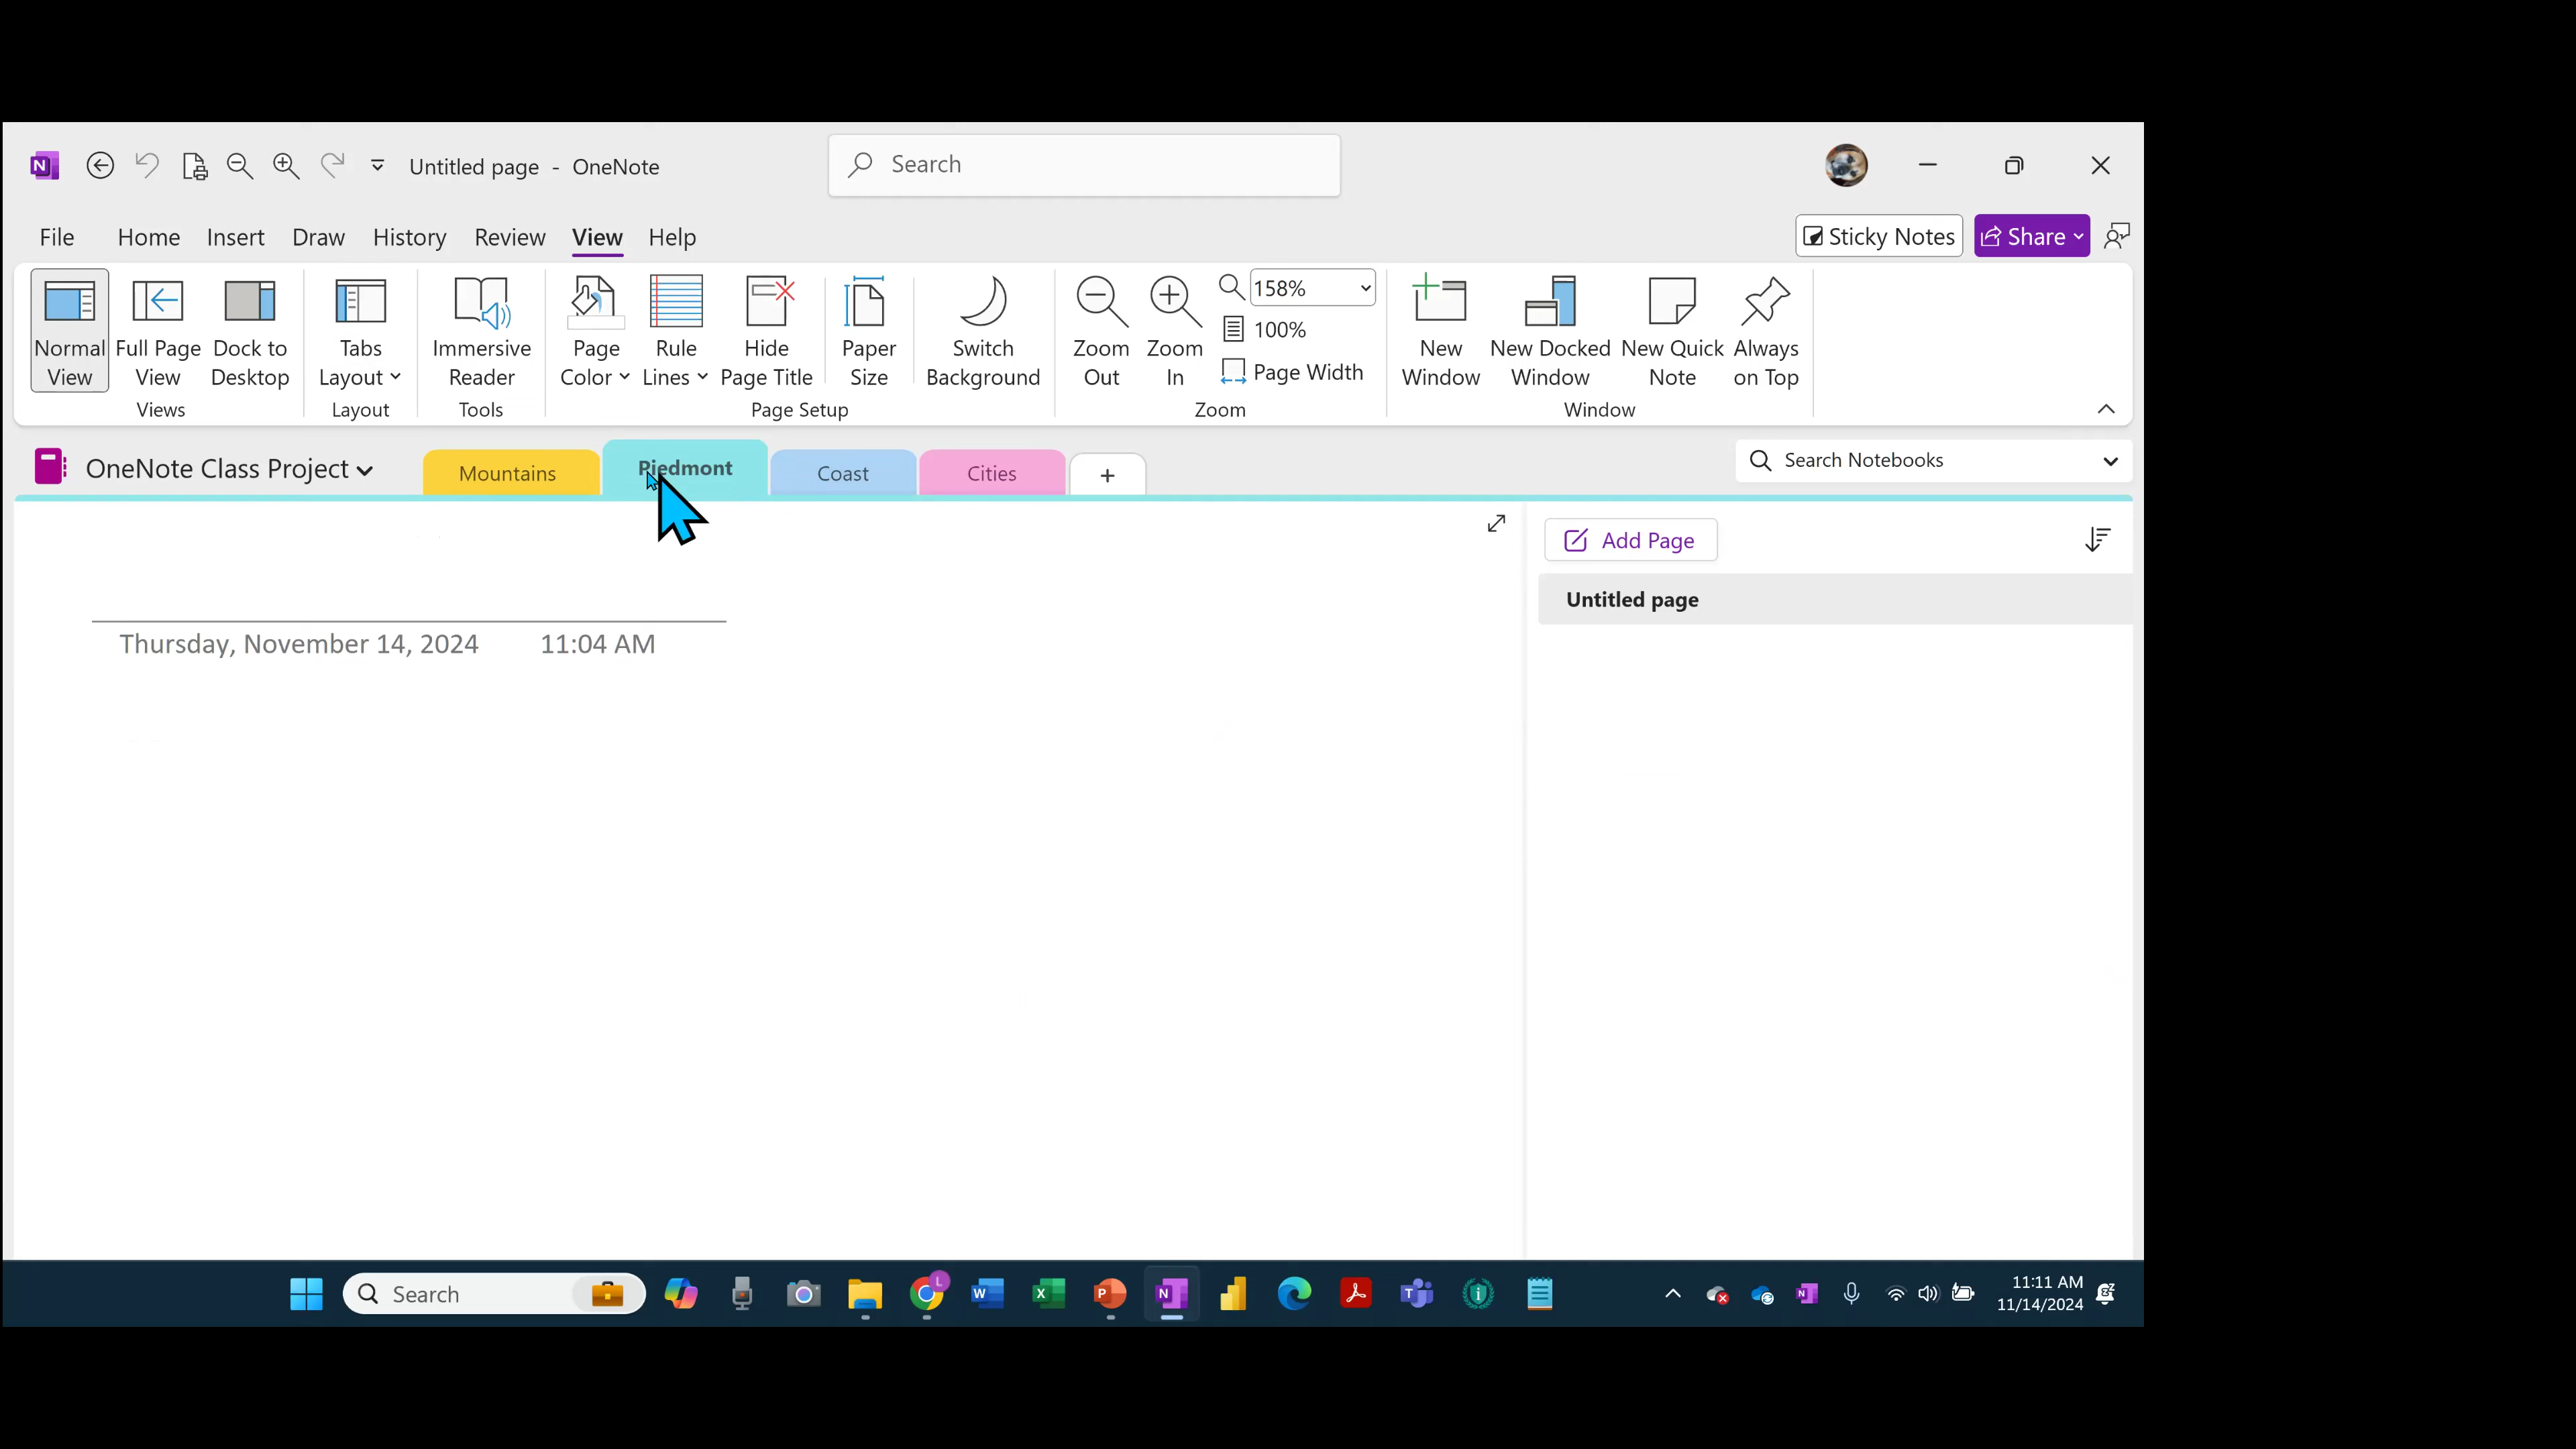 Untitled page - OneNote
Search
File Home Insert Draw History Review View Help
Sticky Notes
Share
Normal View
Full Page View
Dock to Desktop
Views
Tabs Layout
Layout
Immersive Reader
Tools
Page Color
Rule Lines
Hide Page Title
Paper Size
Switch Background
Page Setup
Zoom Out
Zoom In
158%
100%
Page Width
Zoom
New Window
New Docked Window
New Quick Note
Always on Top
Window
OneNote Class Project
Mountains
Piedmont
Coast
Cities
+
Search Notebooks
Add Page
Untitled page
Thursday, November 14, 2024 11:04 AM
Search
11:11 AM
11/14/2024